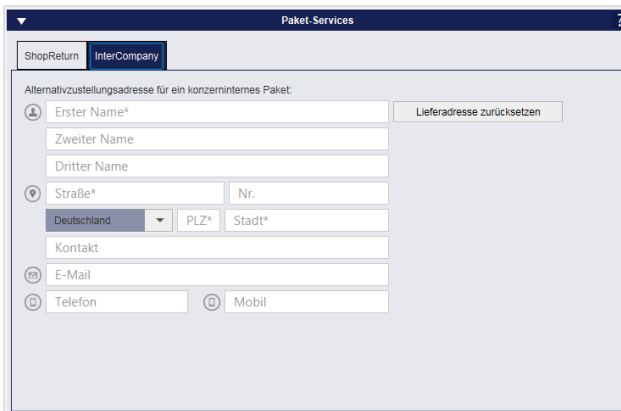 Paket-Services ?
ShopReturn InterCompany
Alternativzustellungsadresse für ein konzerninternes Paket:
Erster Name* Lieferadresse zurücksetzen
Zweiter Name
Dritter Name
Straße* Nr.
Deutschland PLZ* Stadt*
Kontakt
E-Mail
Telefon Mobil